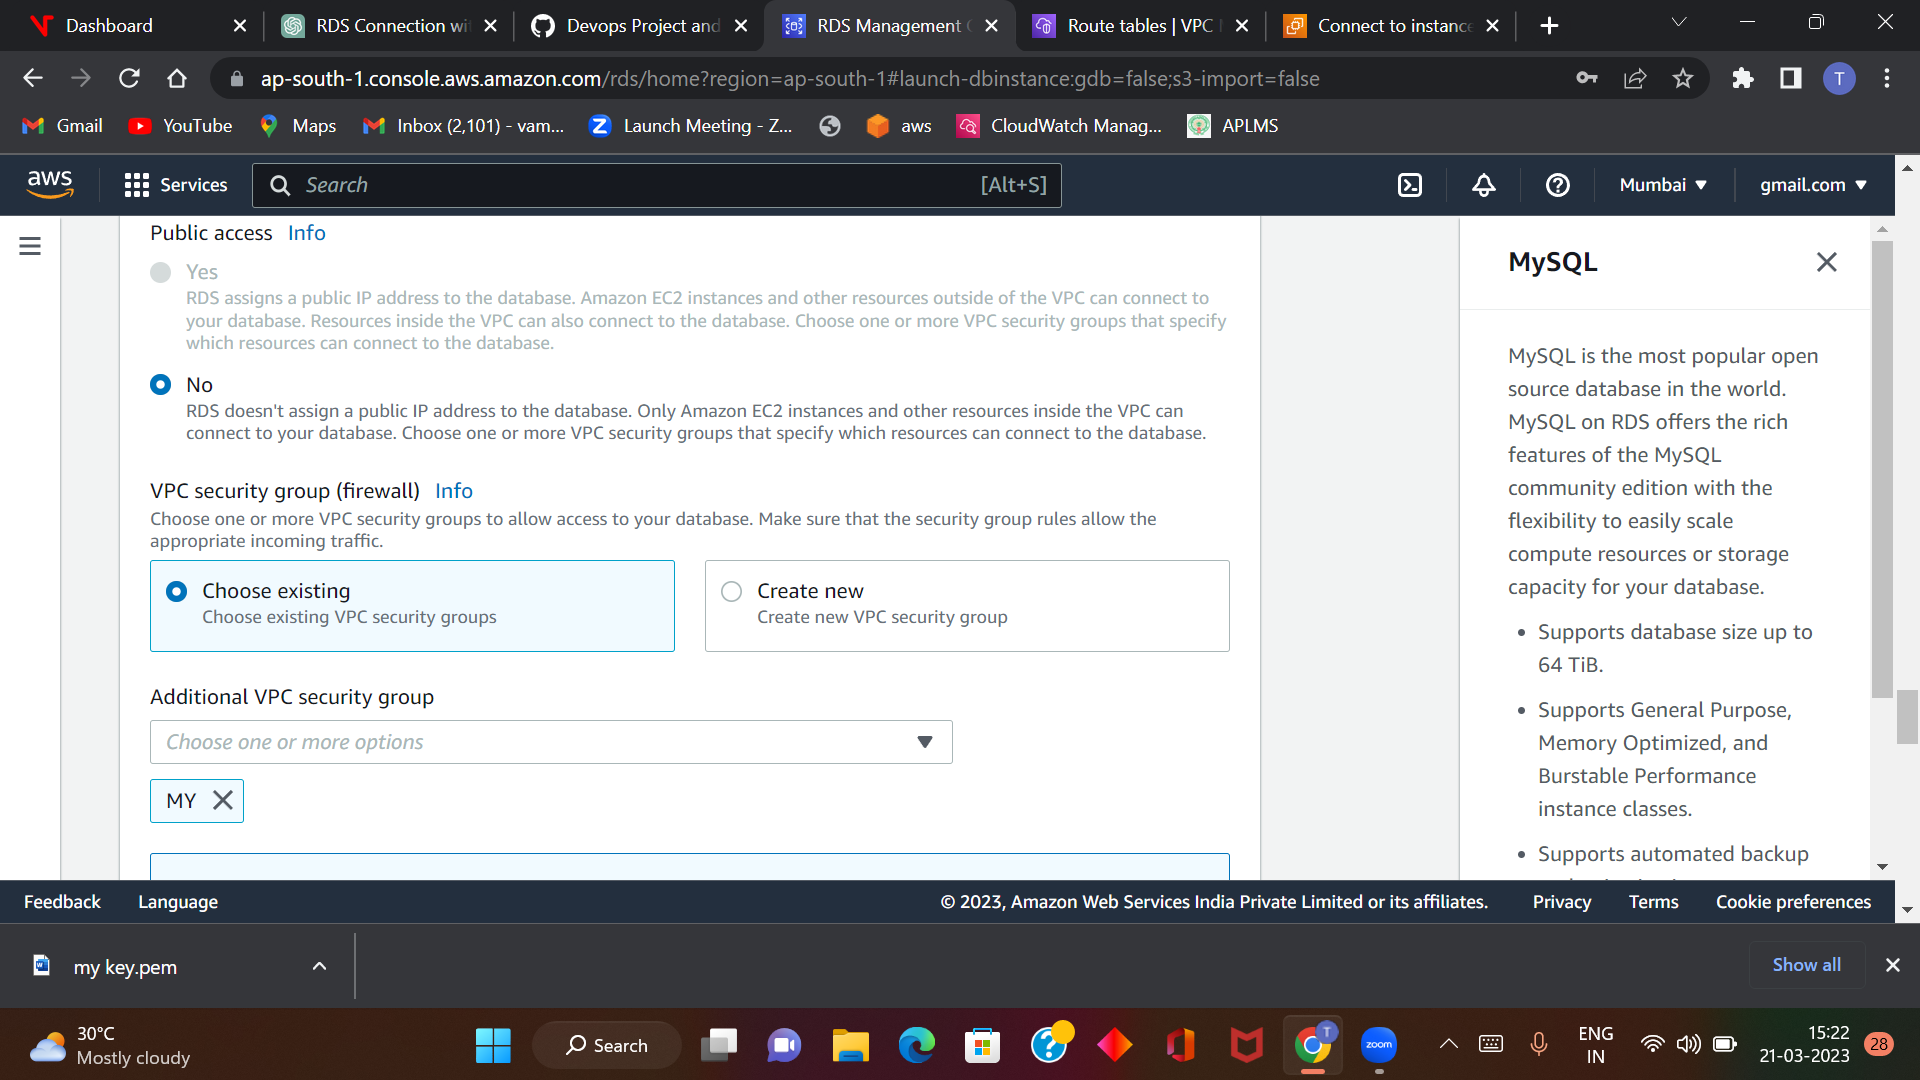 Dashboard
RDS Connection wi
Devops Project and
RDS Management
Route tables | VPC
Connect to instance
ap-south-1.console.aws.amazon.com/rds/home?region=ap-south-1#launch-dbinstance:gdb=false;s3-import=false
T
Gmail
YouTube
Maps
Inbox (2,101) - vam...
Launch Meeting - Z...
aws
CloudWatch Manag...
APLMS
aws
Services
Search
[Alt+S]
Mumbai
gmail.com
Public access Info
Yes
RDS assigns a public IP address to the database. Amazon EC2 instances and other resources outside of the VPC can connect to
your database. Resources inside the VPC can also connect to the database. Choose one or more VPC security groups that specify
which resources can connect to the database.
No
RDS doesn't assign a public IP address to the database. Only Amazon EC2 instances and other resources inside the VPC can
connect to your database. Choose one or more VPC security groups that specify which resources can connect to the database.
VPC security group (firewall) Info
Choose one or more VPC security groups to allow access to your database. Make sure that the security group rules allow the
appropriate incoming traffic.
Choose existing
Choose existing VPC security groups
Create new
Create new VPC security group
Additional VPC security group
Choose one or more options
MY
MySQL
MySQL is the most popular open
source database in the world.
MySQL on RDS offers the rich
features of the MySQL
community edition with the
flexibility to easily scale
compute resources or storage
capacity for your database.
• Supports database size up to
64 TiB.
• Supports General Purpose,
Memory Optimized, and
Burstable Performance
instance classes.
• Supports automated backup
Feedback
Language
© 2023, Amazon Web Services India Private Limited or its affiliates.
Privacy
Terms
Cookie preferences
my key.pem
Show all
30°C
Mostly cloudy
Search
T
zoom
ENG
IN
15:22
21-03-2023
28